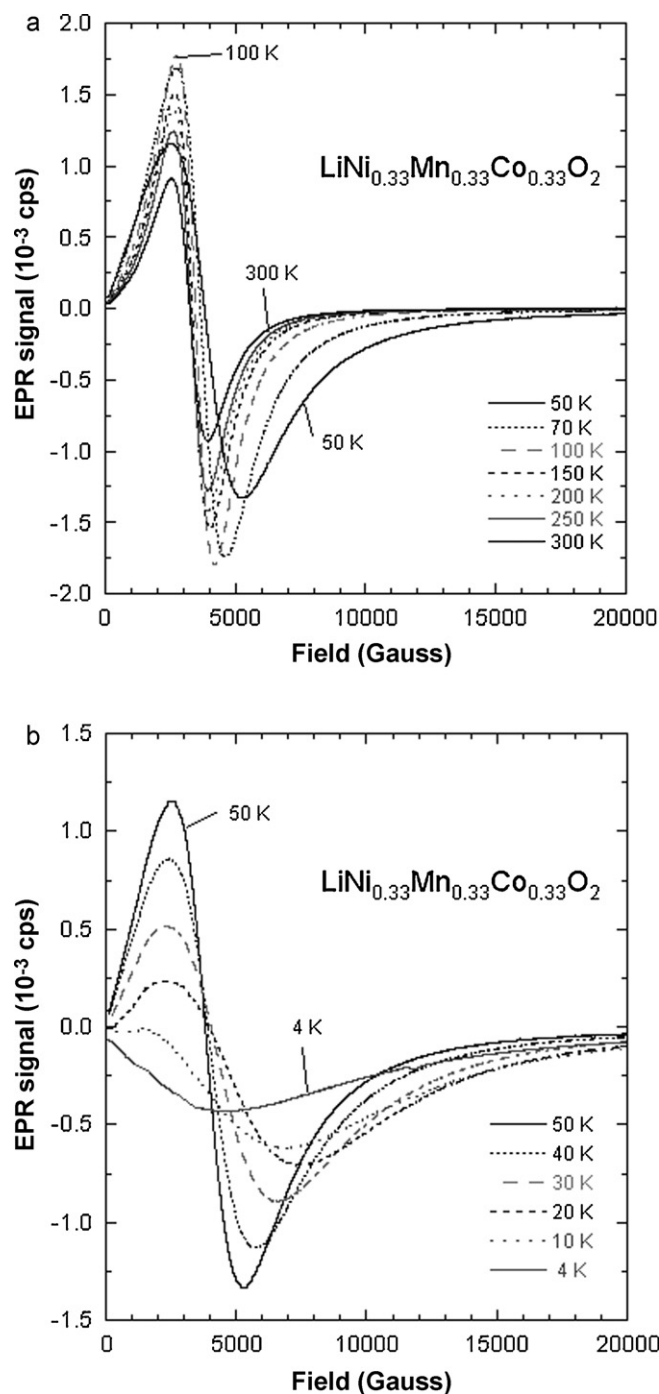 a
2.0
100 K
1.5
LiNi0.33Mn0.33Co0.33O2
1.0
0.5
300 K
0.0
-0.5
50 K
-1.0
-1.5
-2.0
50 K
70 K
100 K
150 K
200 K
250 K
300 K
EPR signal (10-3 cps)
0 5000 10000 15000 20000
Field (Gauss)
b
1.5
50 K
1.0
LiNi0.33Mn0.33Co0.33O2
0.5
0.0
4 K
-0.5
-1.0
-1.5
50 K
40 K
30 K
20 K
10 K
4 K
EPR signal (10-3 cps)
0 5000 10000 15000 20000
Field (Gauss)